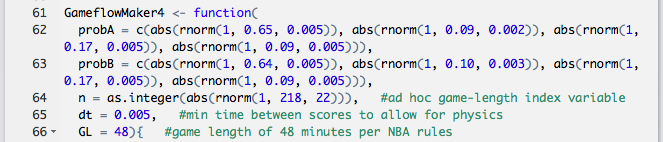 61 GameflowMaker4 <- function(
62 probA = c(abs(rnorm(1, 0.65, 0.005)), abs(rnorm(1, 0.09, 0.002)), abs(rnorm(1,
0.17, 0.005)), abs(rnorm(1, 0.09, 0.005))),
63 probB = c(abs(rnorm(1, 0.64, 0.005)), abs(rnorm(1, 0.10, 0.003)), abs(rnorm(1,
0.17, 0.005)), abs(rnorm(1, 0.09, 0.005))),
64 n = as.integer(abs(rnorm(1, 218, 22))), #ad hoc game-length index variable
65 dt = 0.005, #min time between scores to allow for physics
66 GL = 48){ #game length of 48 minutes per NBA rules